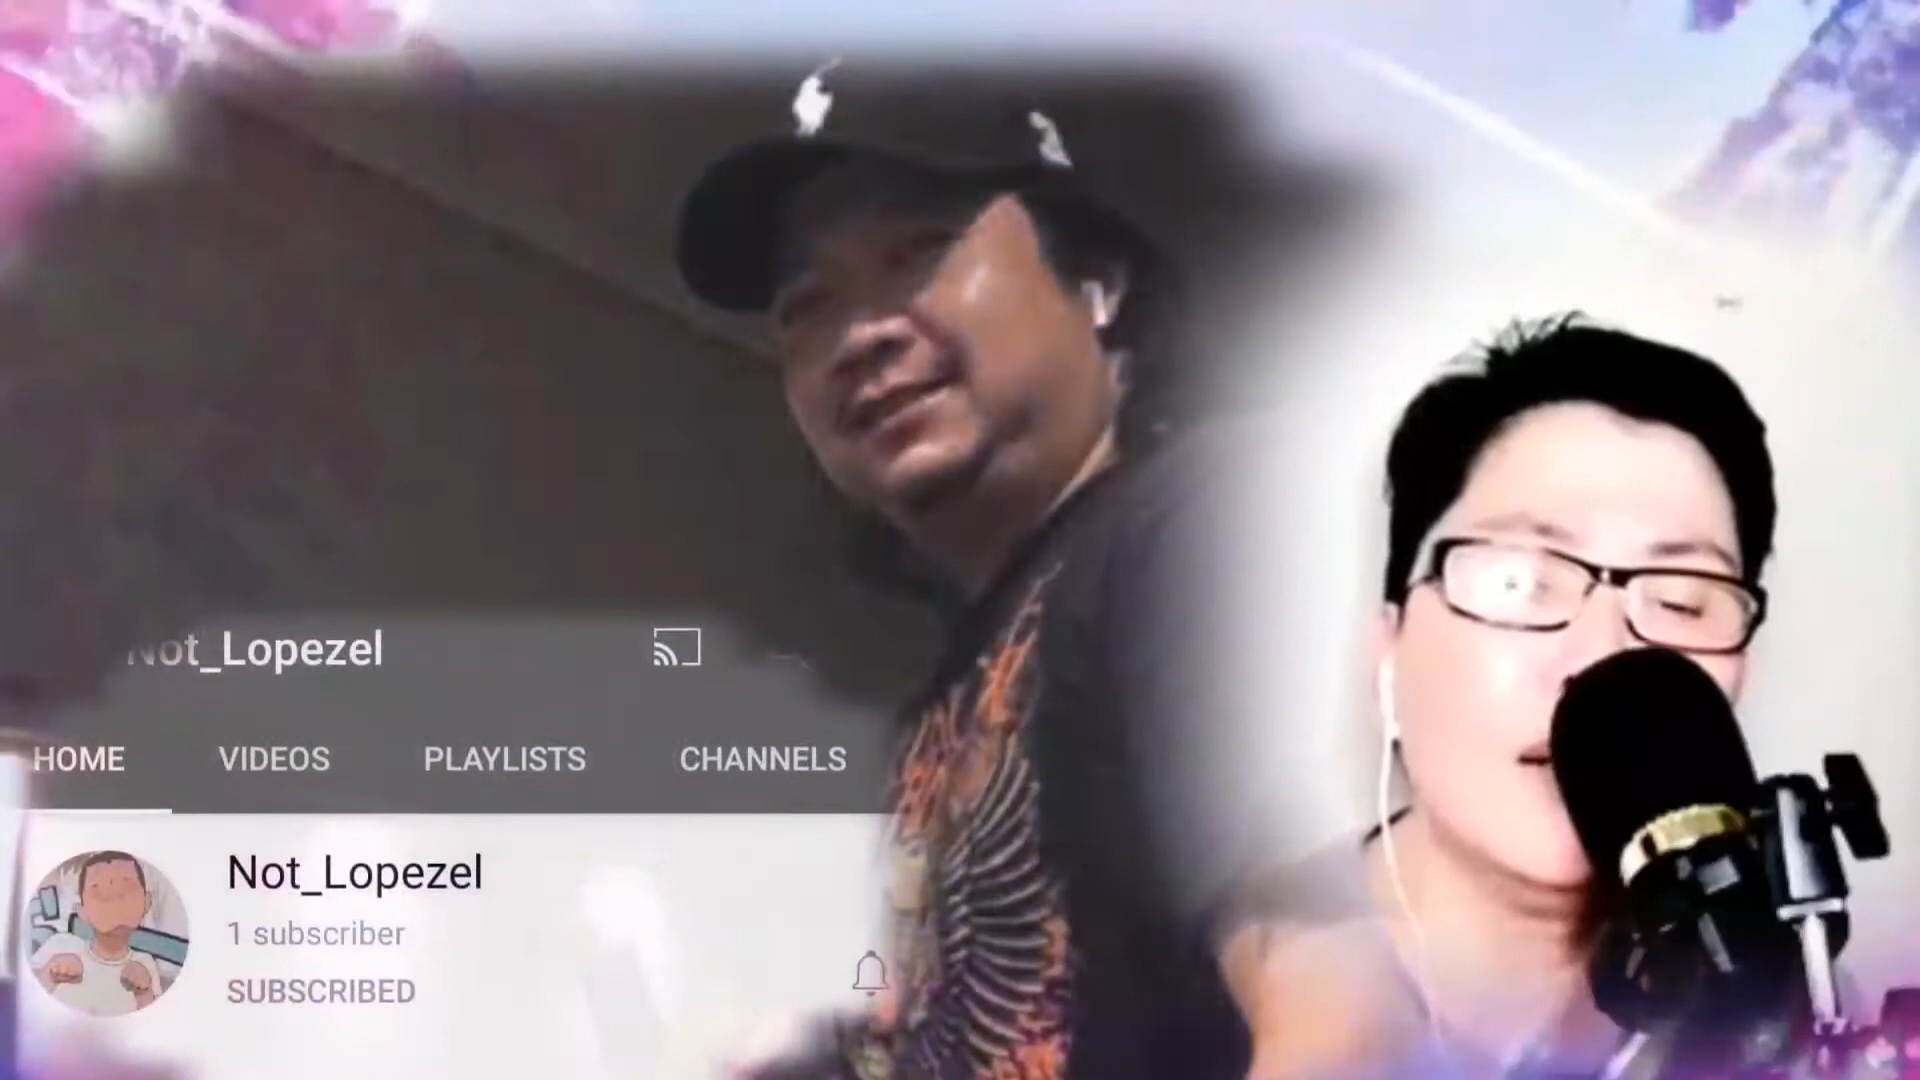 Not_Lopezel
HOME VIDEOS PLAYLISTS CHANNELS
Not_Lopezel
1 subscriber
SUBSCRIBED